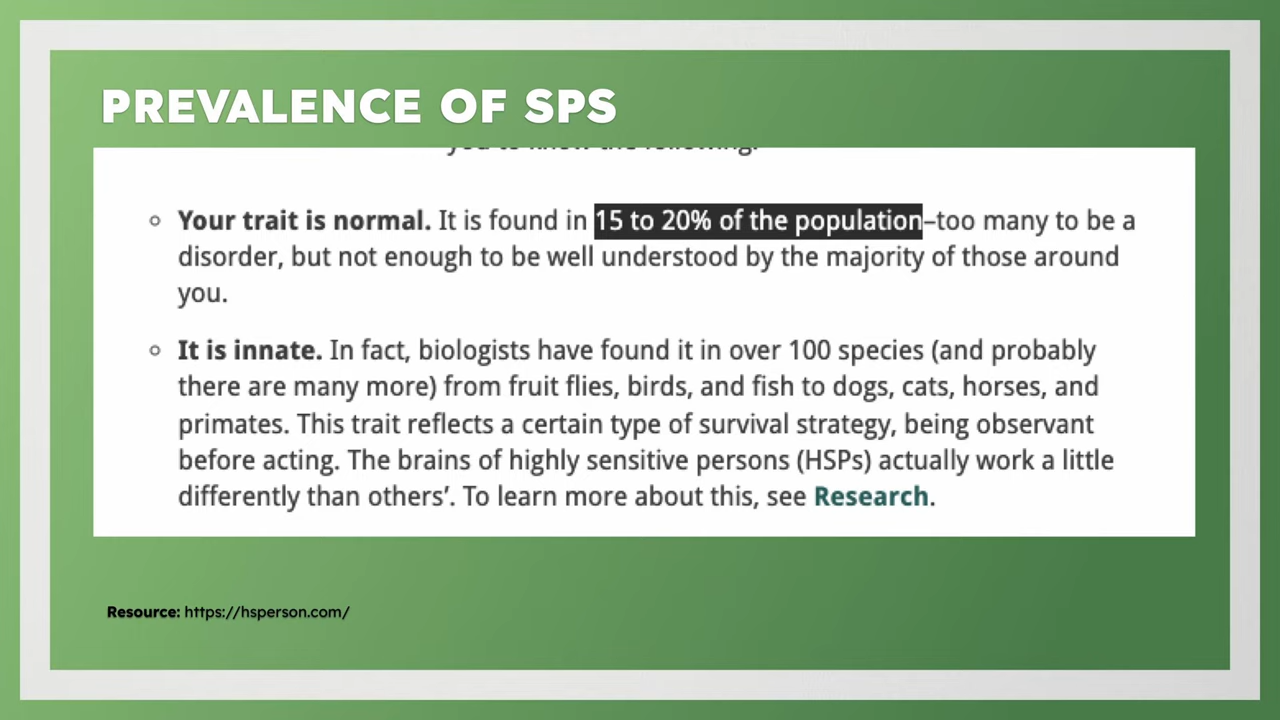 PREVALENCE OF SPS
you to know the following:
Your trait is normal. It is found in 15 to 20% of the population–too many to be a
disorder, but not enough to be well understood by the majority of those around
you.
It is innate. In fact, biologists have found it in over 100 species (and probably
there are many more) from fruit flies, birds, and fish to dogs, cats, horses, and
primates. This trait reflects a certain type of survival strategy, being observant
before acting. The brains of highly sensitive persons (HSPs) actually work a little
differently than others’. To learn more about this, see Research.
Resource: https://hsperson.com/